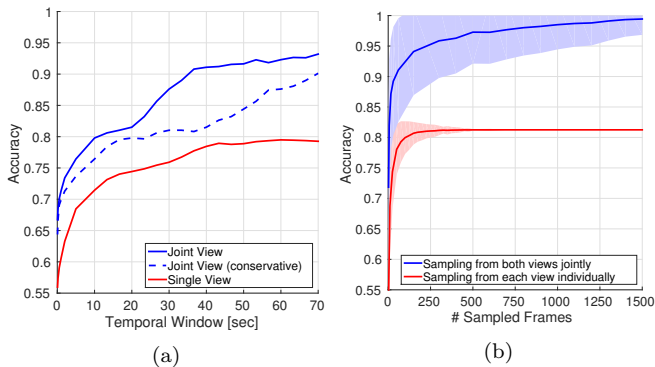 1
0.95
0.9
0.85
0.8
0.75
0.7
0.65
0.6
0.55
Accuracy
0 10 20 30 40 50 60 70
Temporal Window [sec]
Joint View
Joint View (conservative)
Single View
(a)
1
0.95
0.9
0.85
0.8
0.75
0.7
0.65
0.6
0.55
Accuracy
0 250 500 750 1000 1250 1500
# Sampled Frames
Sampling from both views jointly
Sampling from each view individually
(b)